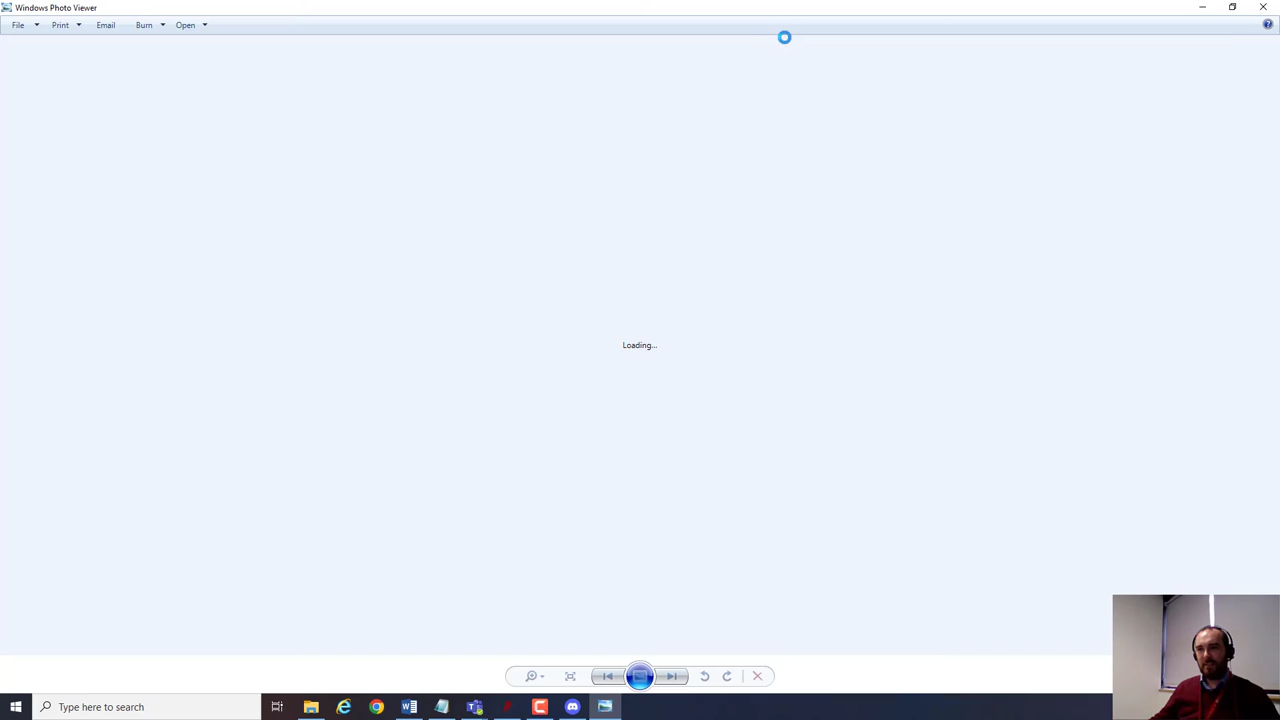 Windows Photo Viewer
File Print Email Burn Open
Loading...
Type here to search